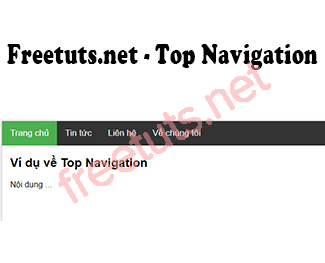 Freetuts.net - Top Navigation
Trang chủ Tin tức Liên hệ Về chúng tôi
Ví dụ về Top Navigation
Nội dung ...
freetuts.net